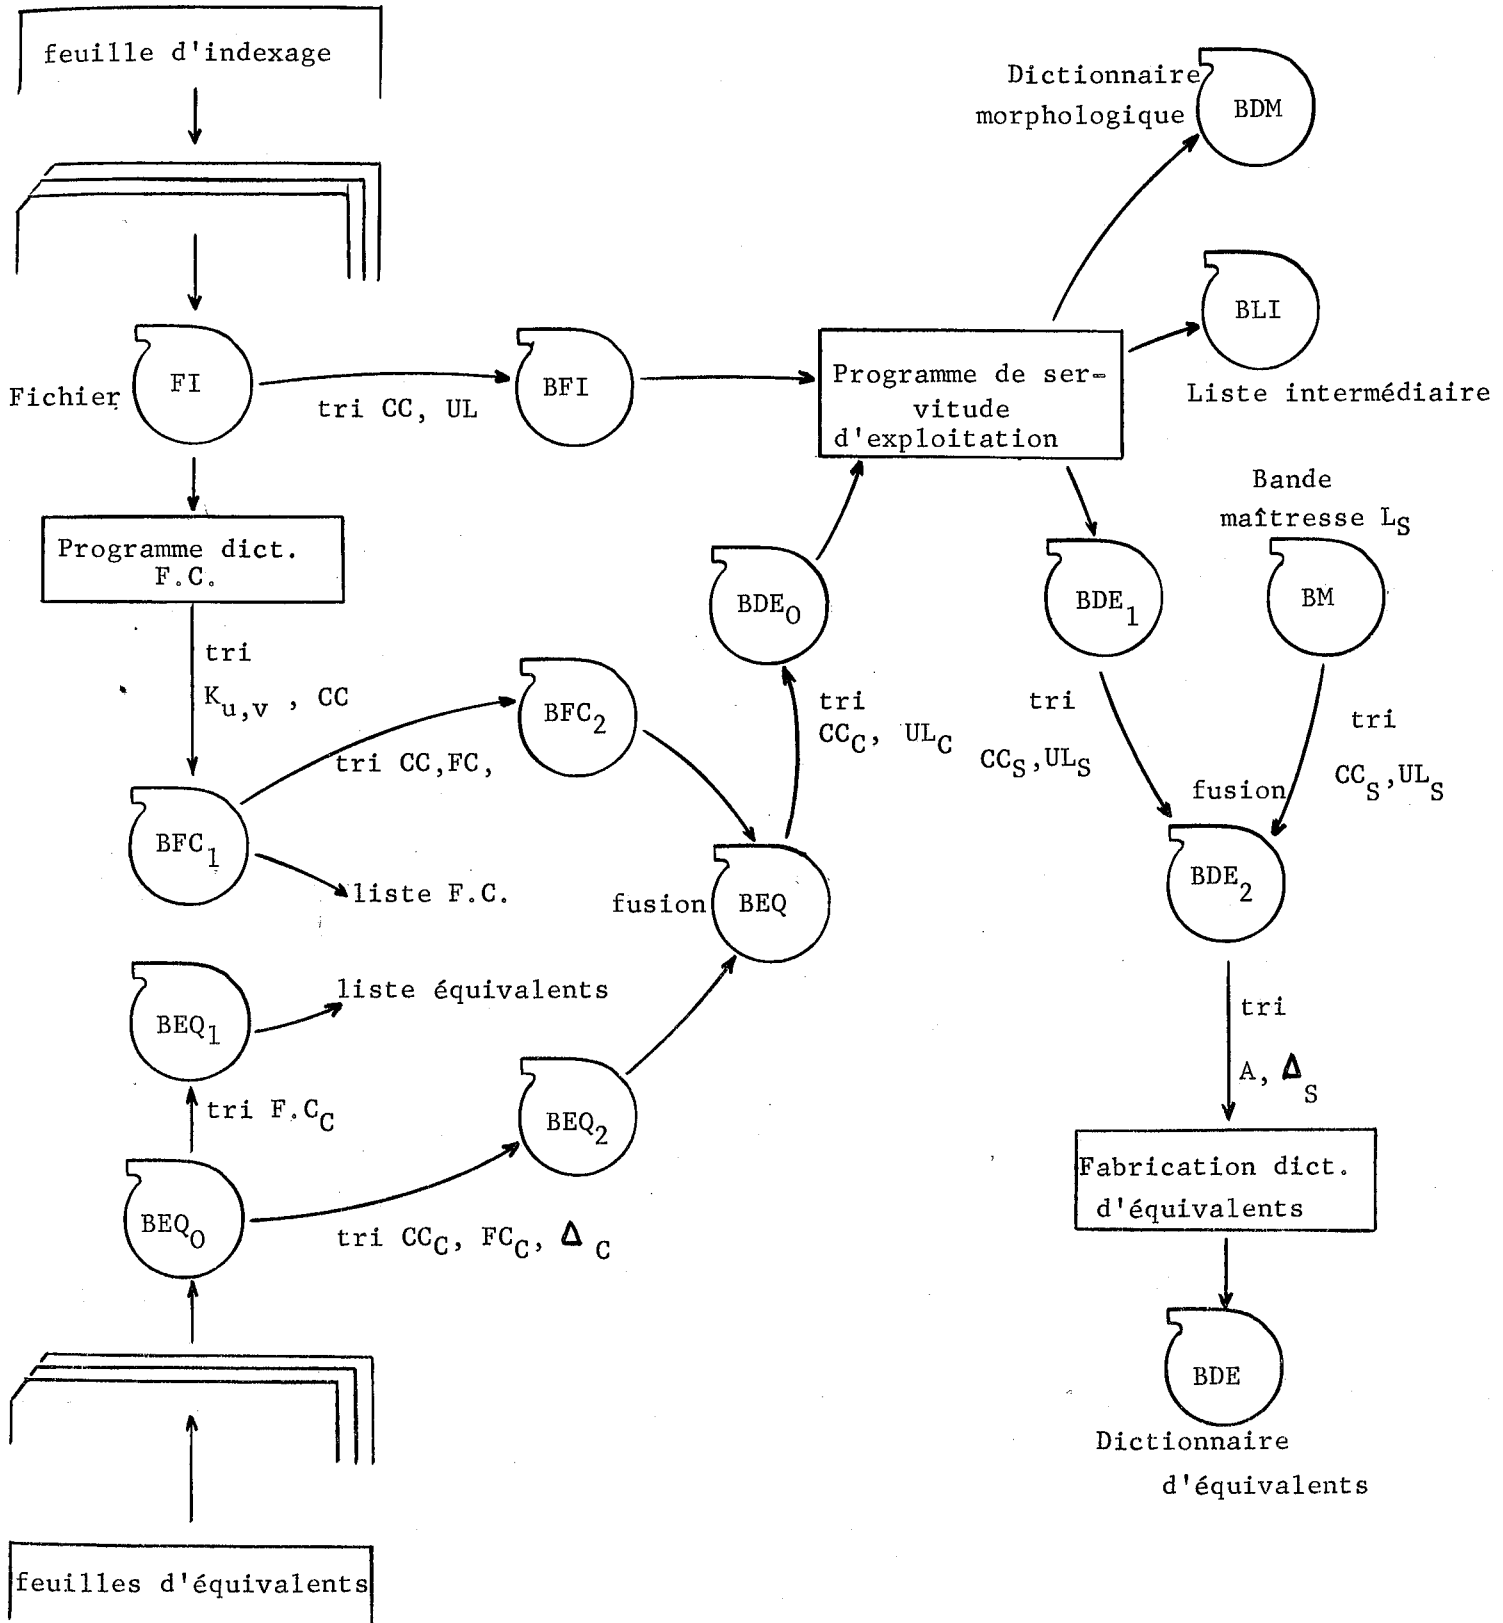 feuille d'indexage
Dictionnaire
morphologique
BDM
BLI
Liste intermédiaire
Fichier
FI
tri CC, UL
BFI
Programme de ser-
vitude
d'exploitation
Bande
maîtresse L_S
Programme dict.
F.C.
BDE_0
BDE_1
BM
tri
K_u,v , CC
BFC_2
tri CC,FC,
tri
CC_C, UL_C
tri
CC_S,UL_S
tri
CC_S,UL_S
fusion
BFC_1
liste F.C.
fusion
BEQ
BDE_2
BEQ_1
liste équivalents
tri
A, Δ_S
tri F.C_C
BEQ_2
BEQ_0
tri CC_C, FC_C, Δ_C
Fabrication dict.
d'équivalents
BDE
Dictionnaire
d'équivalents
feuilles d'équivalents